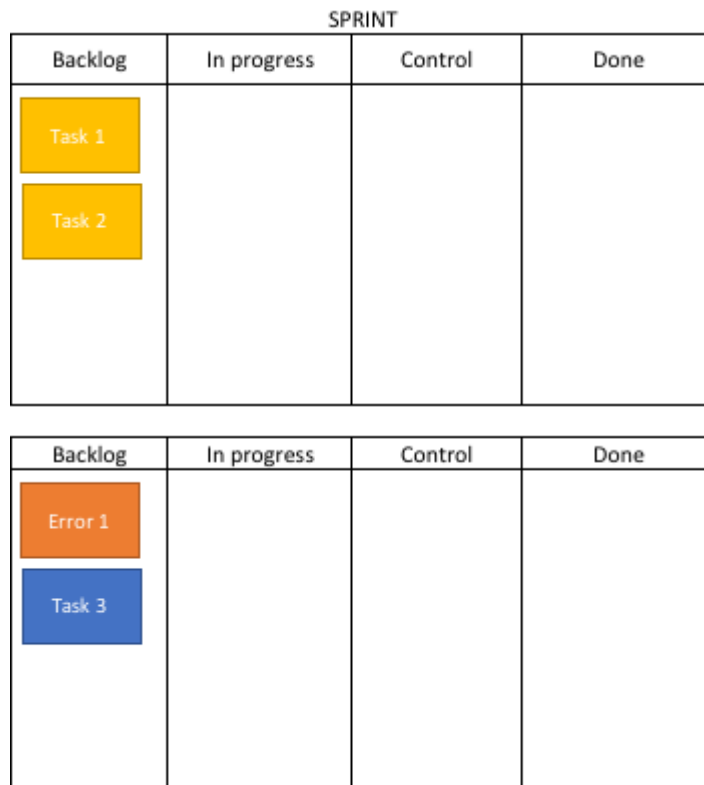 SPRINT
Backlog In progress Control Done
Task 1
Task 2
Backlog In progress Control Done
Error 1
Task 3